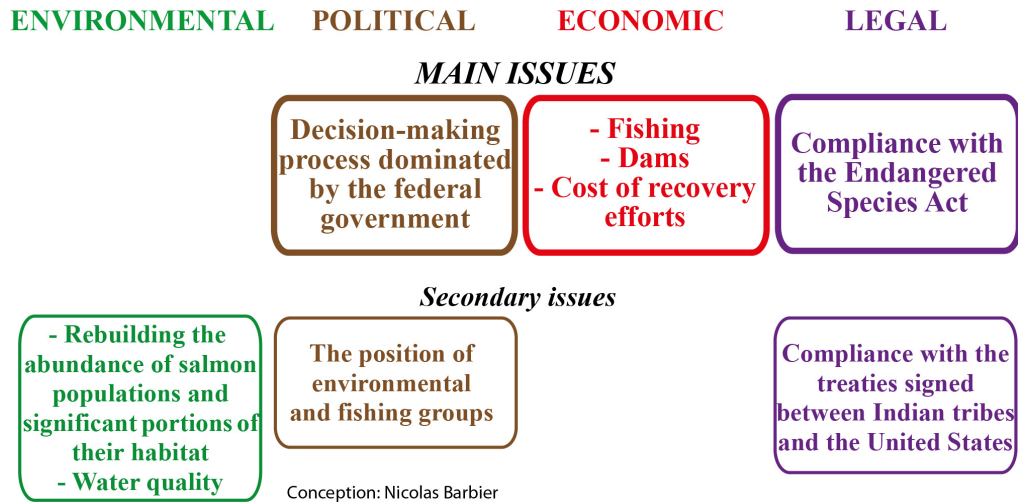 ENVIRONMENTAL POLITICAL ECONOMIC LEGAL
MAIN ISSUES
Decision-making
process dominated
by the federal
government
- Fishing
- Dams
- Cost of recovery
efforts
Compliance with
the Endangered
Species Act
Secondary issues
- Rebuilding the
abundance of salmon
populations and
significant portions of
their habitat
- Water quality
The position of
environmental
and fishing groups
Compliance with the
treaties signed
between Indian tribes
and the United States
Conception: Nicolas Barbier